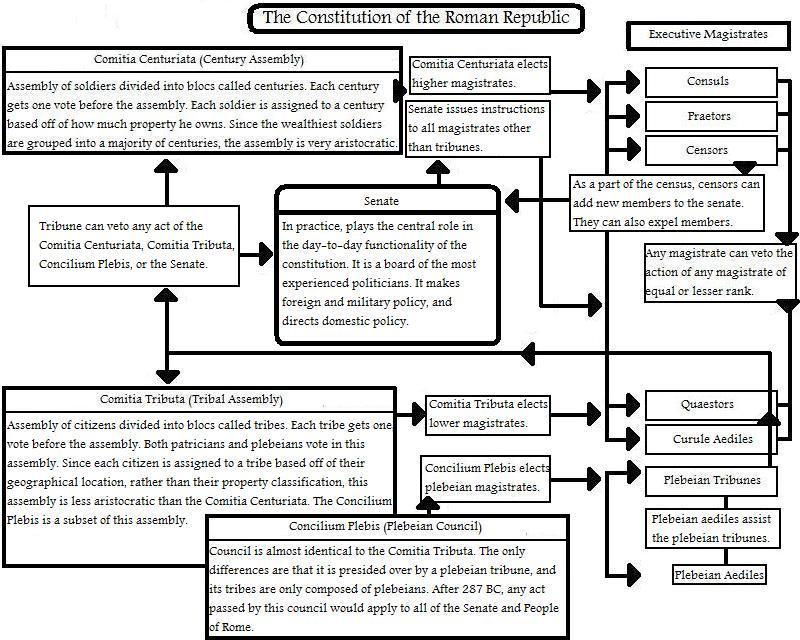 The Constitution of the Roman Republic
Executive Magistrates
Comitia Centuriata (Century Assembly)
Assembly of soldiers divided into blocs called centuries. Each century
gets one vote before the assembly. Each soldier is assigned to a century
based off of how much property he owns. Since the wealthiest soldiers
are grouped into a majority of centuries, the assembly is very aristocratic.
Comitia Centuriata elects
higher magistrates.
Senate issues instructions
to all magistrates other
than tribunes.
Consuls
Praetors
Censors
As a part of the census, censors can
add new members to the senate.
They can also expel members.
Any magistrate can veto the
action of any magistrate of
equal or lesser rank.
Tribune can veto any act of the
Comitia Centuriata, Comitia Tributa,
Concilium Plebis, or the Senate.
Senate
In practice, plays the central role in
the day-to-day functionality of the
constitution. It is a board of the most
experienced politicians. It makes
foreign and military policy, and
directs domestic policy.
Comitia Tributa (Tribal Assembly)
Assembly of citizens divided into blocs called tribes. Each tribe gets one
vote before the assembly. Both patricians and plebeians vote in this
assembly. Since each citizen is assigned to a tribe based off of their
geographical location, rather than their property classification, this
assembly is less aristocratic than the Comitia Centuriata. The Concilium
Plebis is a subset of this assembly.
Comitia Tributa elects
lower magistrates.
Concilium Plebis elects
plebeian magistrates.
Quaestors
Curule Aediles
Plebeian Tribunes
Plebeian aediles assist
the plebeian tribunes.
Plebeian Aediles
Concilium Plebis (Plebeian Council)
Council is almost identical to the Comitia Tributa. The only
differences are that it is presided over by a plebeian tribune, and
its tribes are only composed of plebeians. After 287 BC, any act
passed by this council would apply to all of the Senate and People
of Rome.